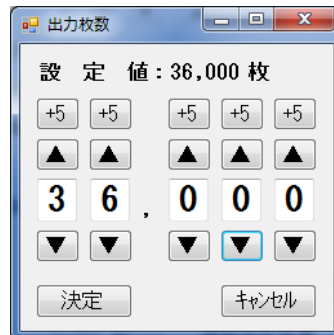 出力枚数
設 定 値：36,000 枚
+5 +5 +5 +5 +5
▲ ▲ ▲ ▲ ▲
3 6 , 0 0 0
▼ ▼ ▼ ▼ ▼
決定 キャンセル